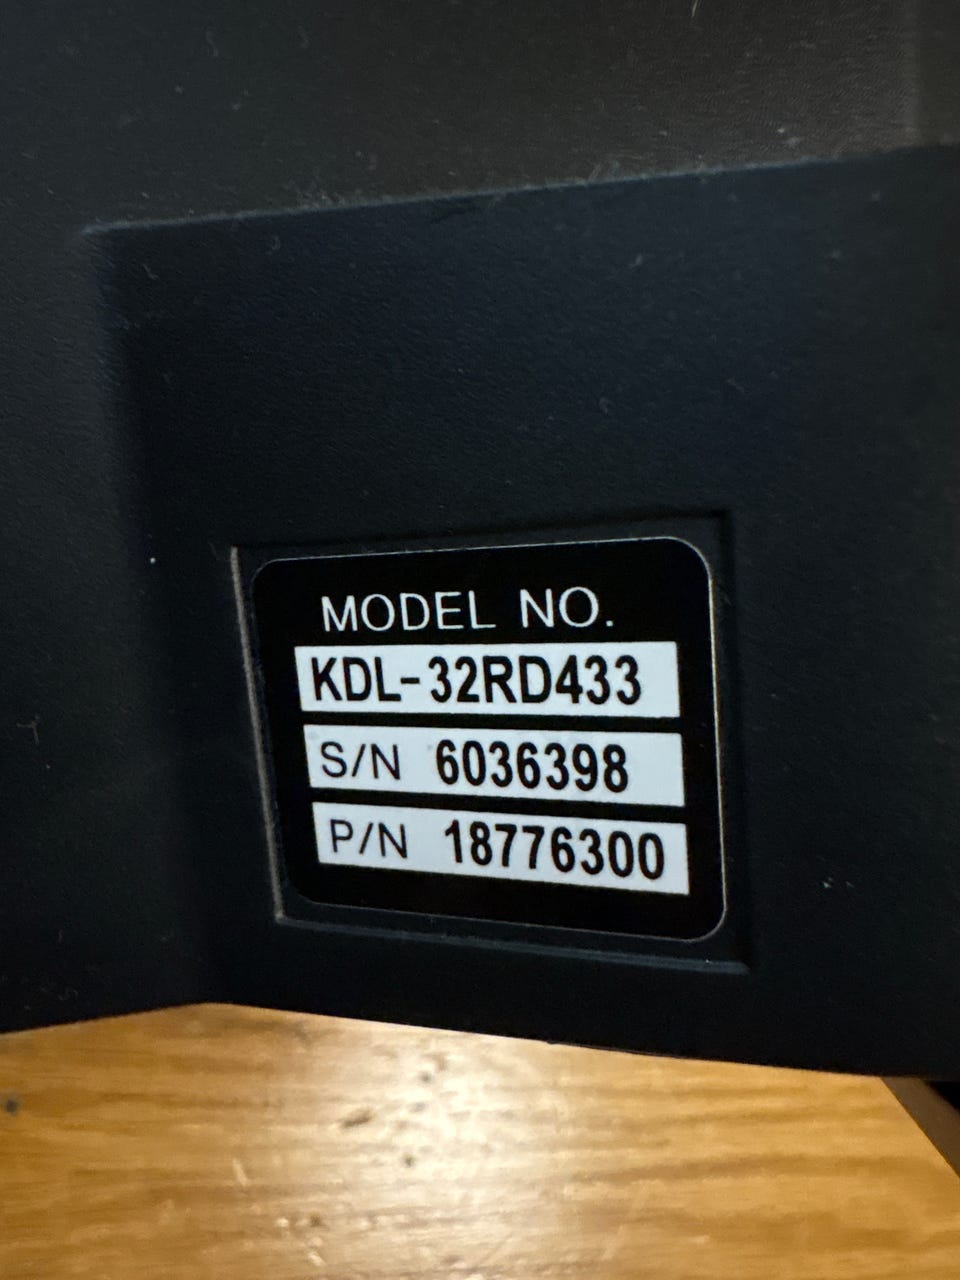 MODEL NO.
KDL-32RD433
S/N 6036398
P/N 18776300